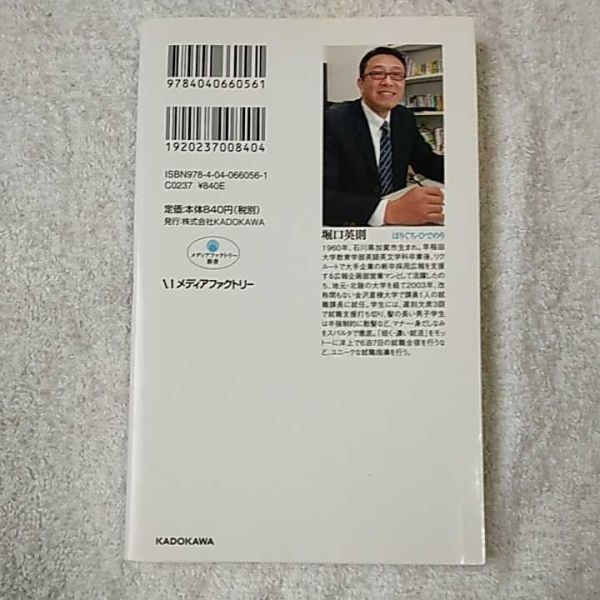 9784040660561
1920237008404
ISBN978-4-04-066056-1
C0237 ¥840E
定価:本体840円(税別)
発行:株式会社KADOKAWA
メディアファクトリー
新書
メディアファクトリー
堀口英則 ほりぐち・ひでのり
1960年、石川県加賀市生まれ。早稲田
大学教育学部英語英文学科卒業後、リク
ルートで大手企業の新卒採用広報を支援
する広報企画部営業マンとして活躍したの
ち、地元・北陸の大学を経て2003年、改
称間もない金沢星稜大学で課員1人の就
職課長に就任。学生には、遅刻欠席3回
で就職支援打ち切り、髪の長い男子学生
は半強制的に散髪など、マナー・身だしなみ
をスパルタで徹底。「短く・濃い就活」をモッ
トーに洋上で6泊7日の就職合宿を行うな
ど、ユニークな就職指導を行う。
KADOKAWA